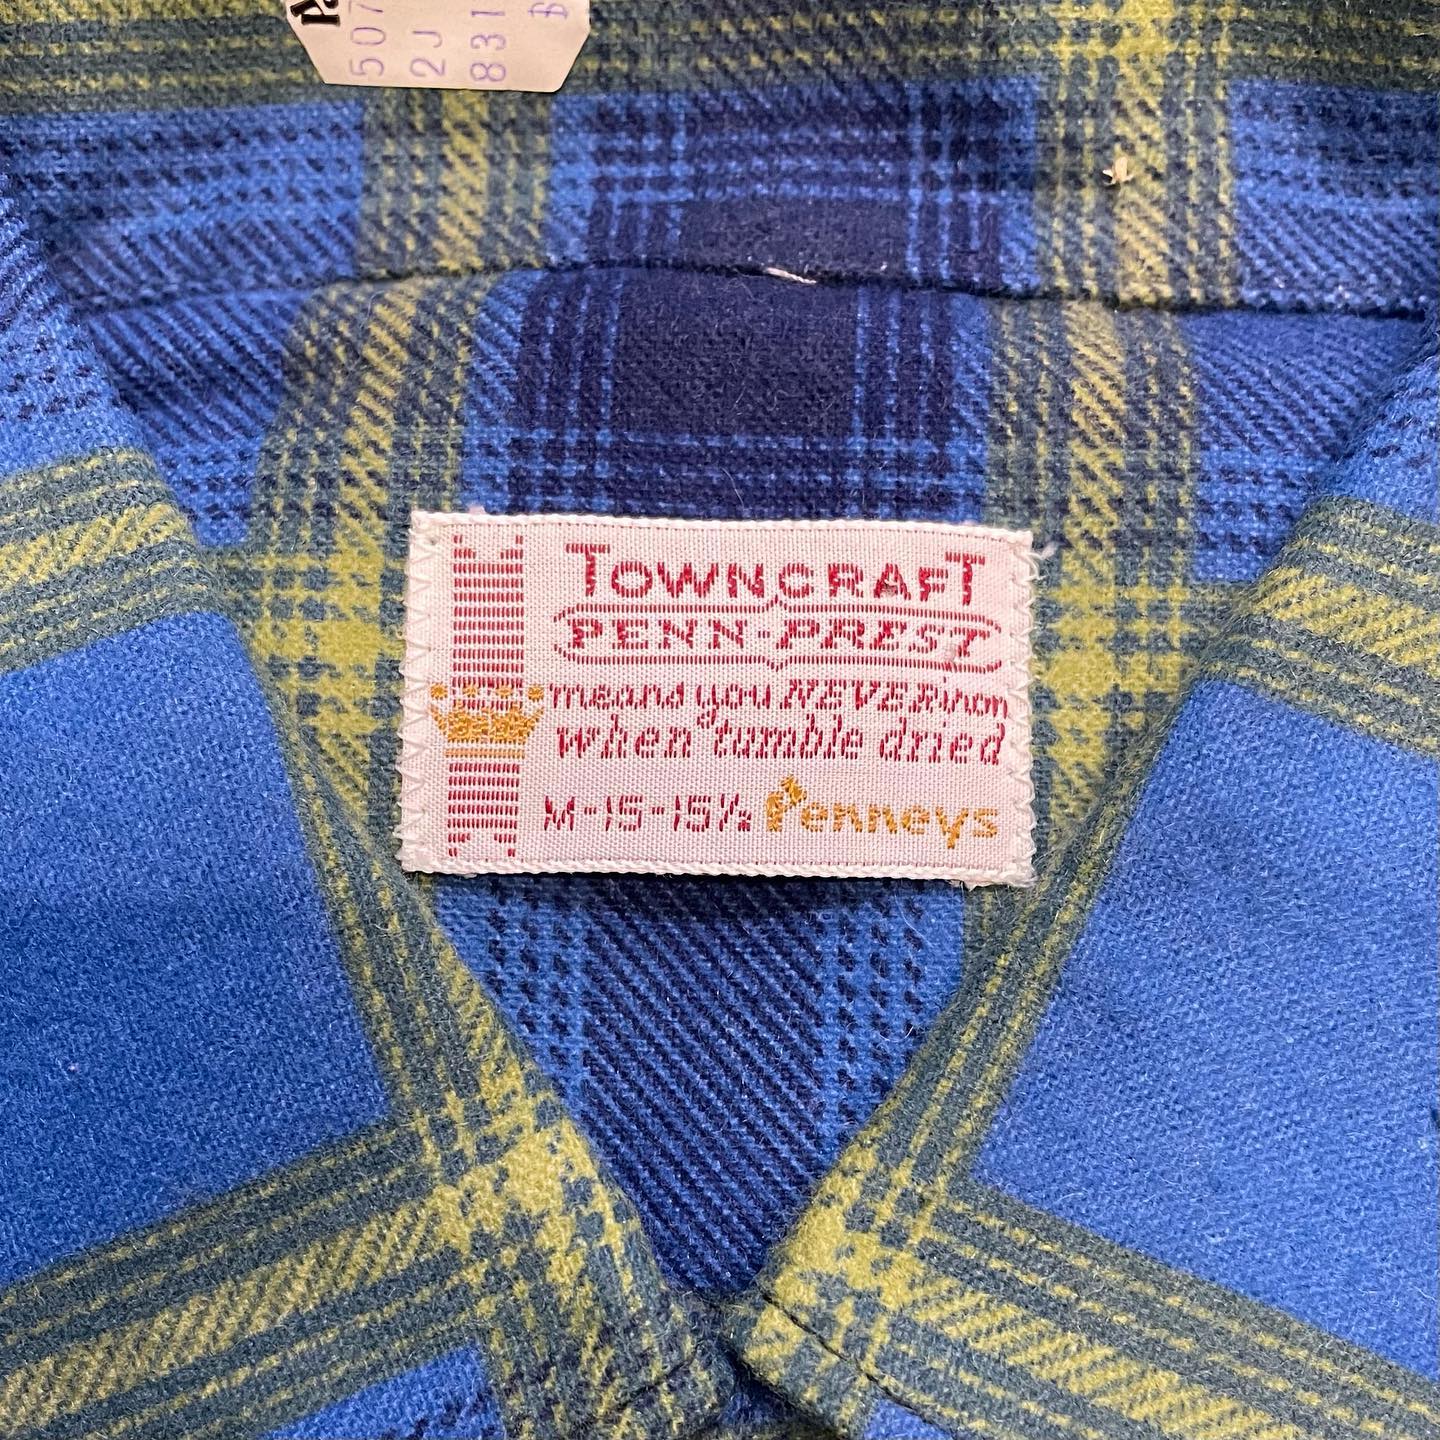 507
2J
831
TOWNCRAFT
PENN-PREST
means you NEVER iron
when tumble dried
M-15-15½ Penneys